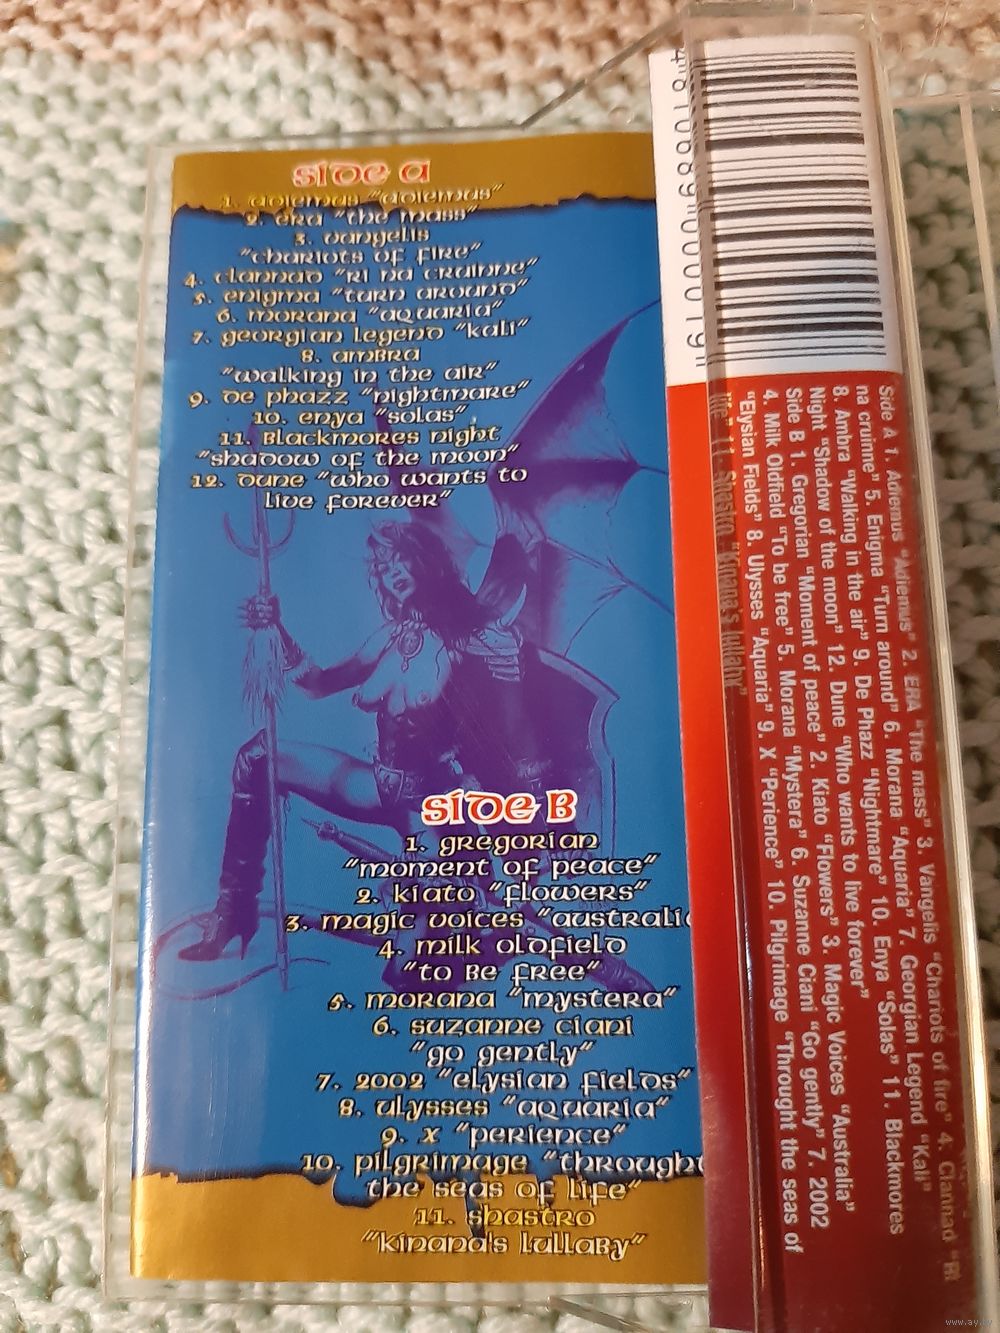 Side A
1. Adiemus "Adiemus"
2. Era "The Mass"
3. Vangelis
"Chariots of Fire"
4. Clannad "Ri na Cruinne"
5. Enigma "Turn Around"
6. Morana "Aquaria"
7. Georgian Legend "Kali"
8. Ambra
"Walking in the Air"
9. De Phazz "Nightmare"
10. Enya "Solas"
11. Blackmores Night
"Shadow of the Moon"
12. Dune "Who Wants to
Live Forever"
Side B
1. Gregorian
"Moment of Peace"
2. Kiato "Flowers"
3. Magic Voices "Australi
4. Milk Oldfield
"To Be Free"
5. Morana "Mystera"
6. Suzanne Ciani
"Go Gently"
7. 2002 "Elysian Fields"
8. Ulysses "Aquaria"
9. X "Perience"
10. Pilgrimage "Throught
the Seas of Life"
11. Shastro
"Kinana's Lullaby"
4 810689 000019
Side A 1. Adiemus "Adiemus" 2. ERA "The mass" 3. Vangelis "Chariots of fire" 4. Clannad "Ri
na cruinne" 5. Enigma "Turn around" 6. Morana "Aquaria" 7. Georgian Legend "Kali"
8. Ambra "Walking in the air" 9. De Phazz "Nightmare" 10. Enya "Solas" 11. Blackmores
Night "Shadow of the moon" 12. Dune "Who wants to live forever"
Side B 1. Gregorian "Moment of peace" 2. Kiato "Flowers" 3. Magic Voices "Australia"
4. Milk Oldfield "To be free" 5. Morana "Mystera" 6. Suzanne Ciani "Go gently" 7. 2002
"Elysian Fields" 8. Ulysses "Aquaria" 9. X "Perience" 10. Pilgrimage "Throught the seas of
life" 11. Shastro "Kinana's lullaby"
www.ay.by